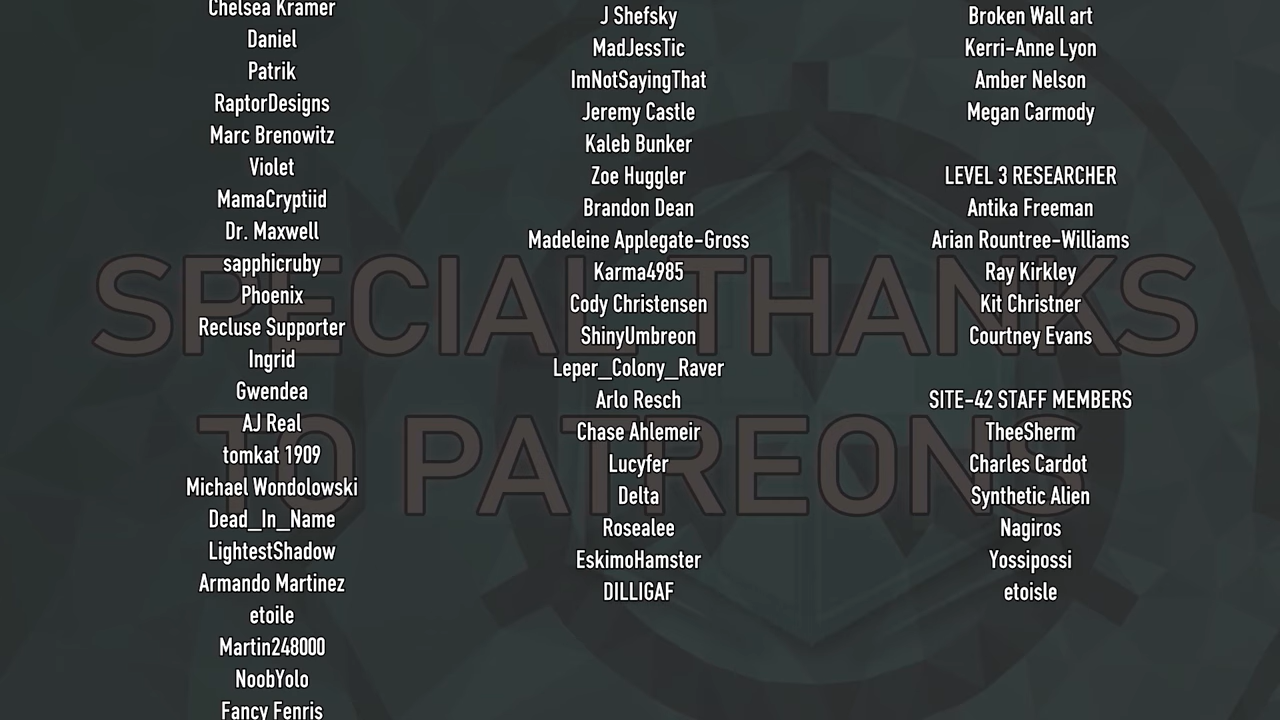 SPECIAL THANKS
TO PATREONS
Chelsea Kramer
Daniel
Patrik
RaptorDesigns
Marc Brenowitz
Violet
MamaCryptiid
Dr. Maxwell
sapphicruby
Phoenix
Recluse Supporter
Ingrid
Gwendea
AJ Real
tomkat 1909
Michael Wondolowski
Dead_In_Name
LightestShadow
Armando Martinez
etoile
Martin248000
NoobYolo
Fancy Fenris
J Shefsky
MadJessTic
ImNotSayingThat
Jeremy Castle
Kaleb Bunker
Zoe Huggler
Brandon Dean
Madeleine Applegate-Gross
Karma4985
Cody Christensen
ShinyUmbreon
Leper_Colony_Raver
Arlo Resch
Chase Ahlemeir
Lucyfer
Delta
Rosealee
EskimoHamster
DILLIGAF
Broken Wall art
Kerri-Anne Lyon
Amber Nelson
Megan Carmody
LEVEL 3 RESEARCHER
Antika Freeman
Arian Rountree-Williams
Ray Kirkley
Kit Christner
Courtney Evans
SITE-42 STAFF MEMBERS
TheeSherm
Charles Cardot
Synthetic Alien
Nagiros
Yossipossi
etoisle